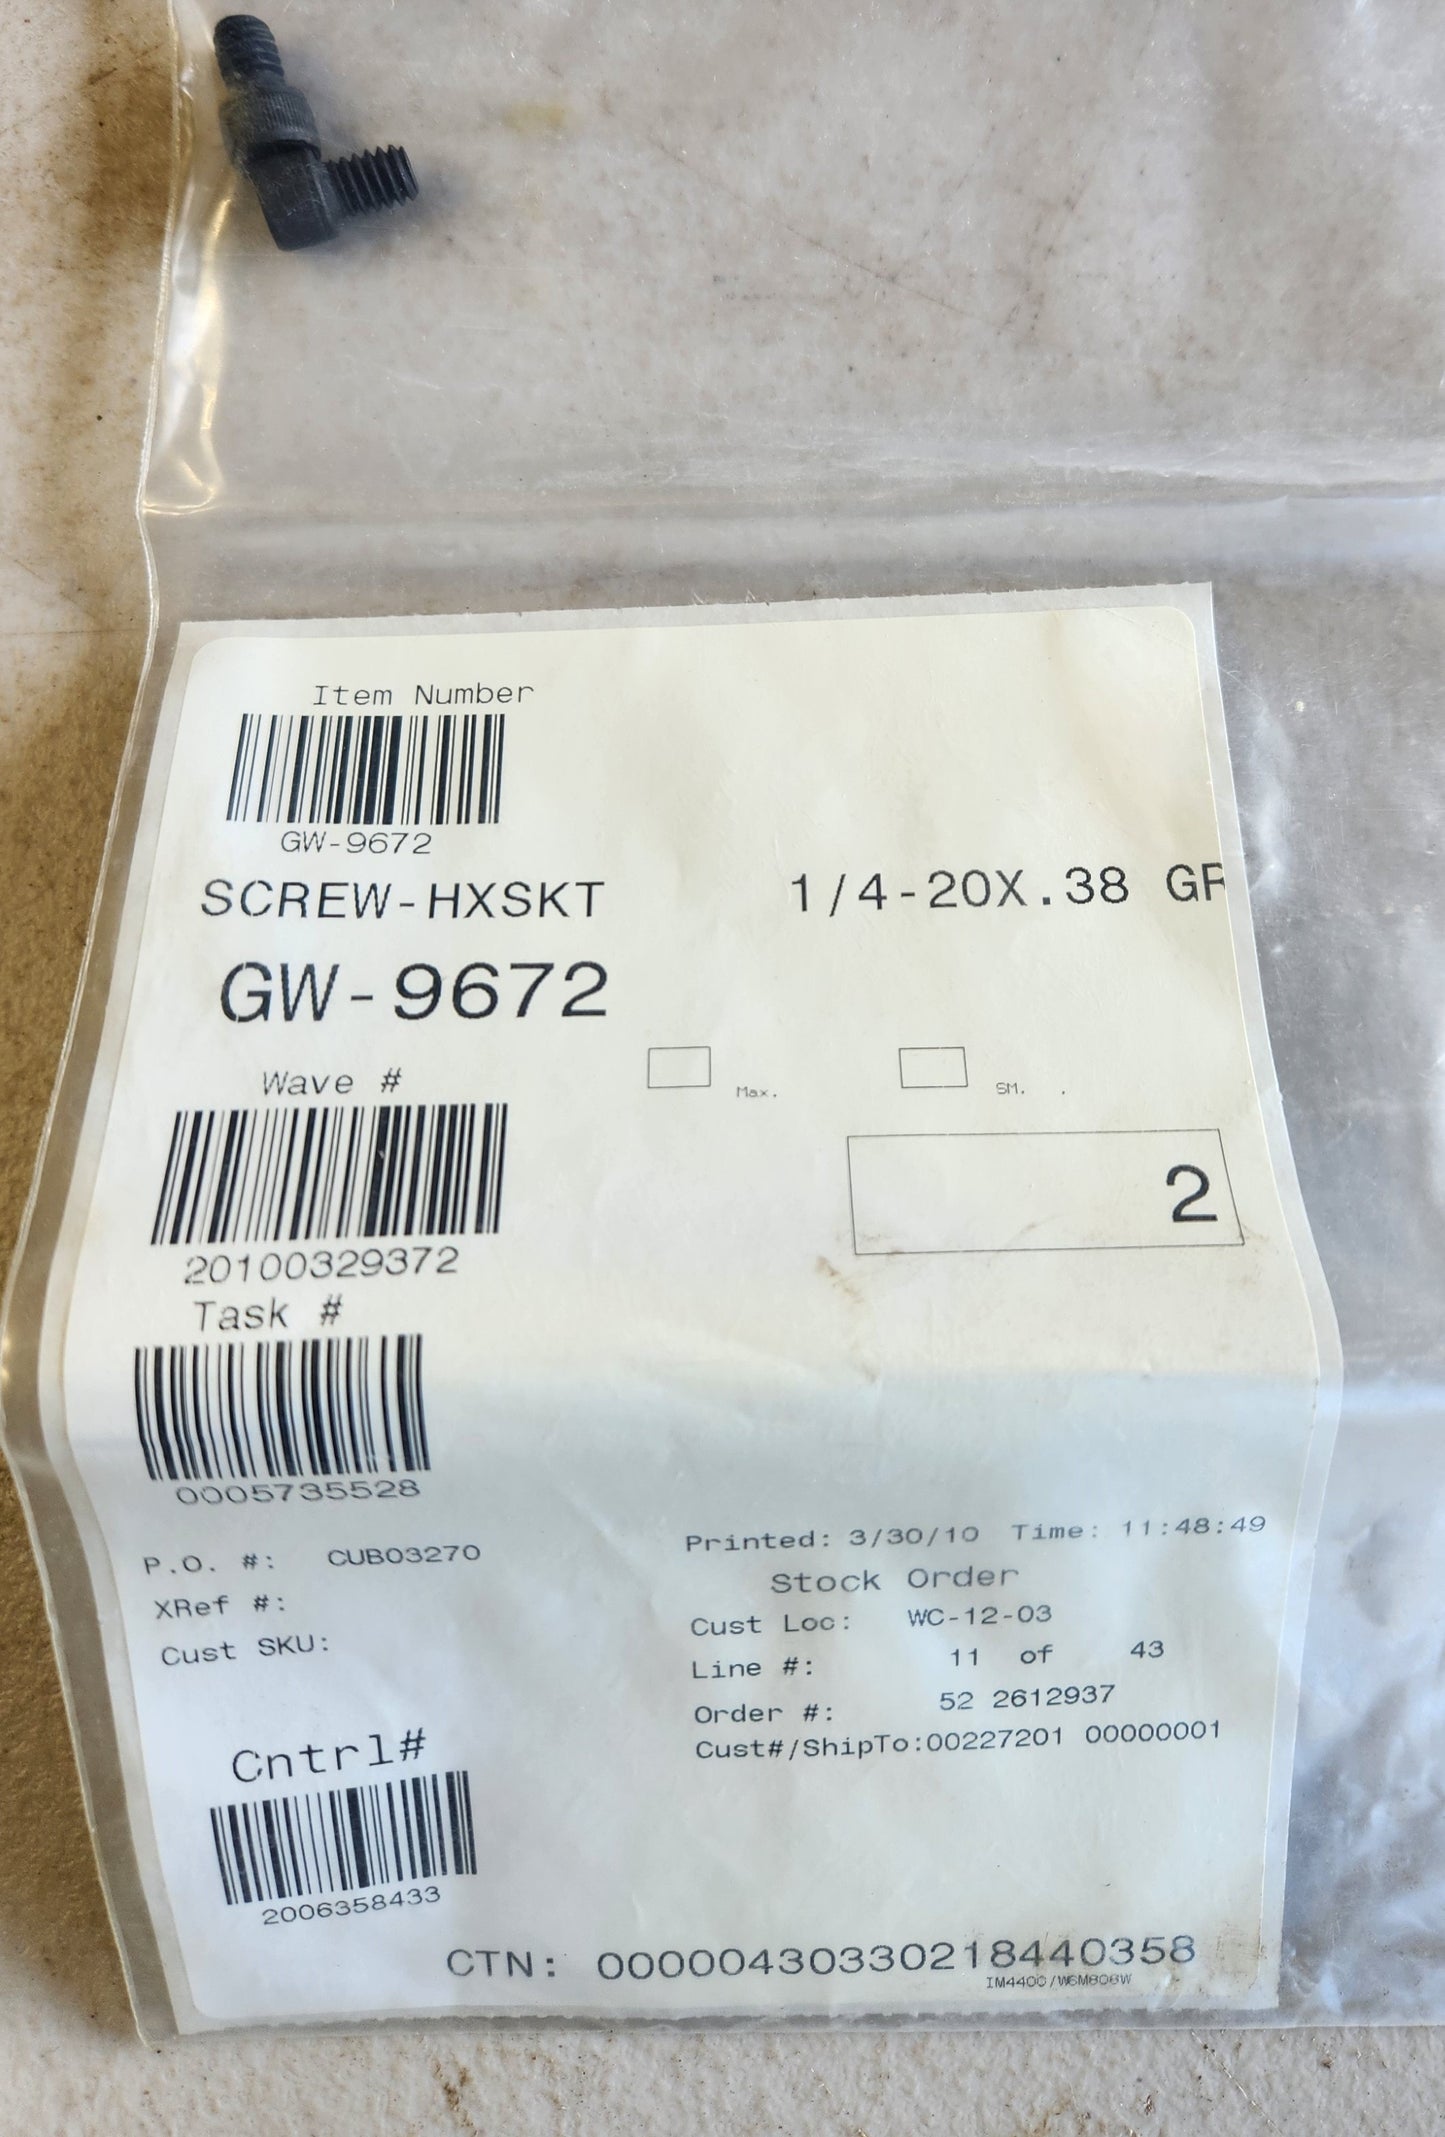 Item Number
GW-9672
SCREW-HXSKT 1/4-20X.38 GR
GW-9672
Wave #
Max. SM. .
20100329372
2
Task #
0005735528
P.O. #: CUB03270
XRef #:
Cust SKU:
Printed: 3/30/10 Time: 11:48:49
Stock Order
Cust Loc: WC-12-03
Line #: 11 of 43
Order #: 52 2612937
Cust#/ShipTo:00227201 00000001
Cntrl#
2006358433
CTN: 00000430330218440358
IM4400/W6M808W